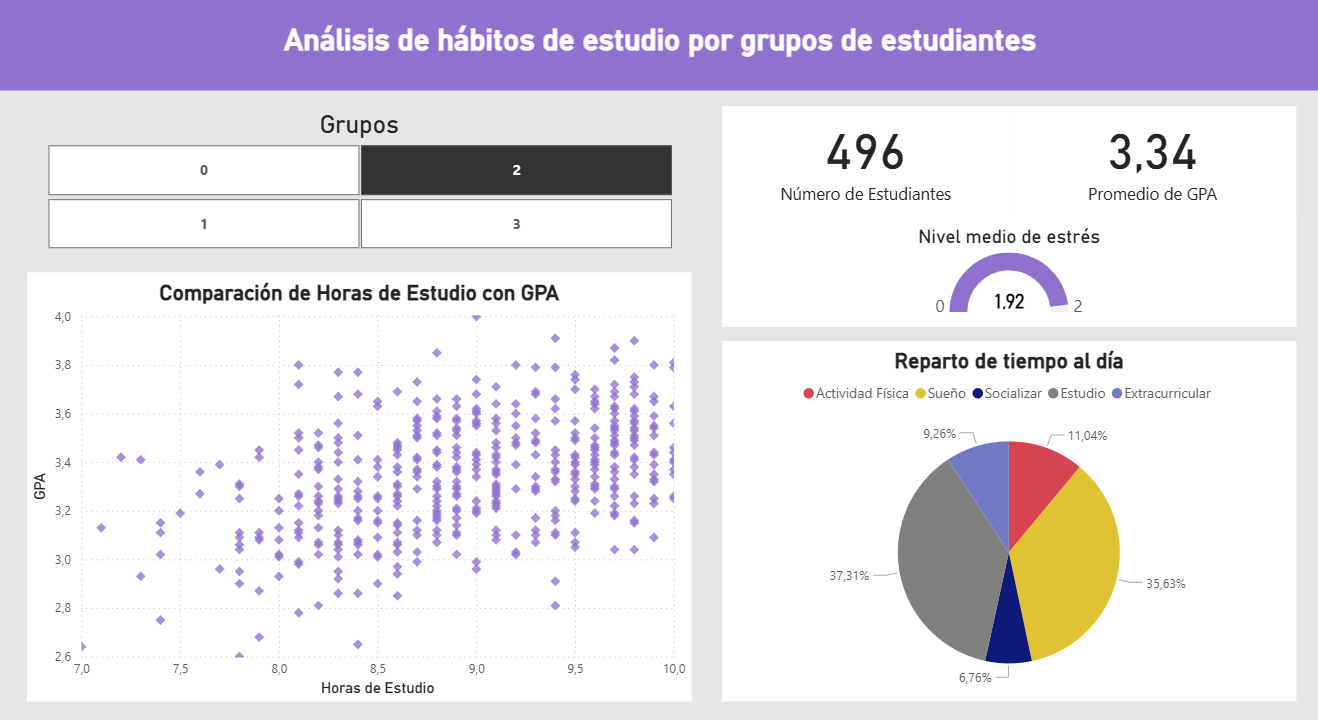 Análisis de hábitos de estudio por grupos de estudiantes
Grupos
0
2
1
3
496
Número de Estudiantes
3,34
Promedio de GPA
Nivel medio de estrés
0
1,92
2
Comparación de Horas de Estudio con GPA
GPA
4,0
3,8
3,6
3,4
3,2
3,0
2,8
2,6
7,0 7,5 8,0 8,5 9,0 9,5 10,0
Horas de Estudio
Reparto de tiempo al día
Actividad Física Sueño Socializar Estudio Extracurricular
9,26%
11,04%
37,31%
35,63%
6,76%